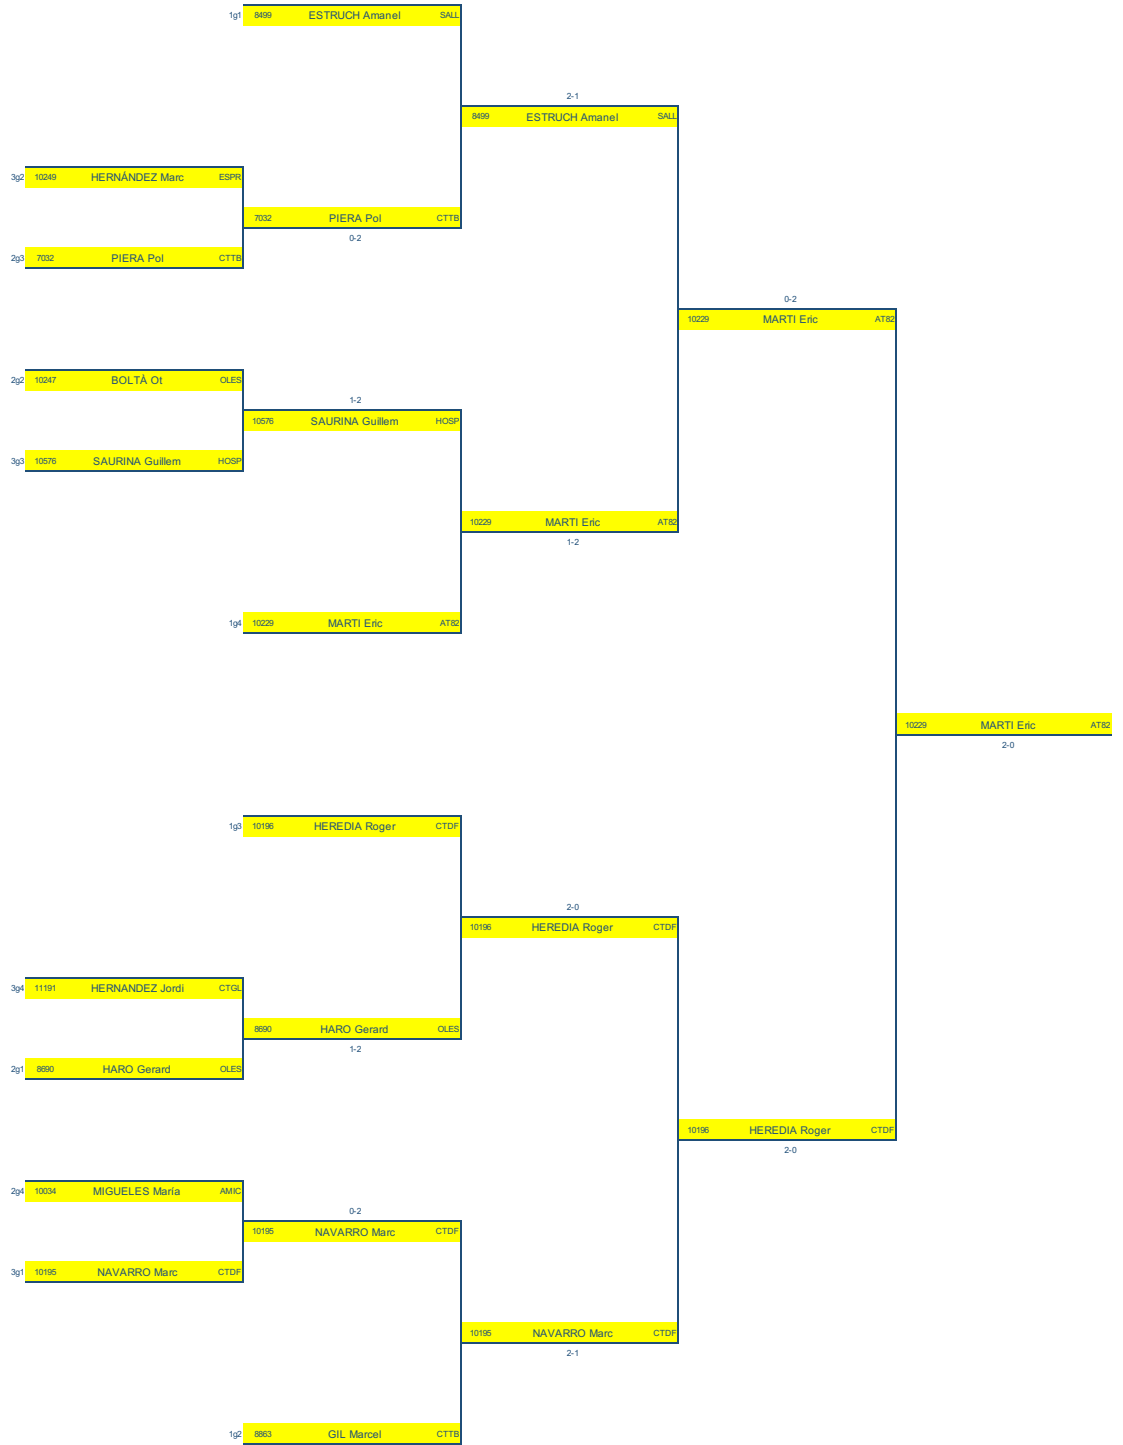 1g1 8499 ESTRUCH Amanel SALL
2-1
8499 ESTRUCH Amanel SALL
3g2 10249 HERNÁNDEZ Marc ESPR
7032 PIERA Pol CTTB
0-2
2g3 7032 PIERA Pol CTTB
0-2
10229 MARTI Eric AT82
2g2 10247 BOLTÀ Ot OLES
1-2
10576 SAURINA Guillem HOSP
3g3 10576 SAURINA Guillem HOSP
10229 MARTI Eric AT82
1-2
1g4 10229 MARTI Eric AT82
10229 MARTI Eric AT82
2-0
1g3 10196 HEREDIA Roger CTDF
2-0
10196 HEREDIA Roger CTDF
3g4 11191 HERNANDEZ Jordi CTGL
8690 HARO Gerard OLES
1-2
2g1 8690 HARO Gerard OLES
10196 HEREDIA Roger CTDF
2-0
2g4 10034 MIGUELES María AMIC
0-2
10195 NAVARRO Marc CTDF
3g1 10195 NAVARRO Marc CTDF
10195 NAVARRO Marc CTDF
2-1
1g2 8863 GIL Marcel CTTB